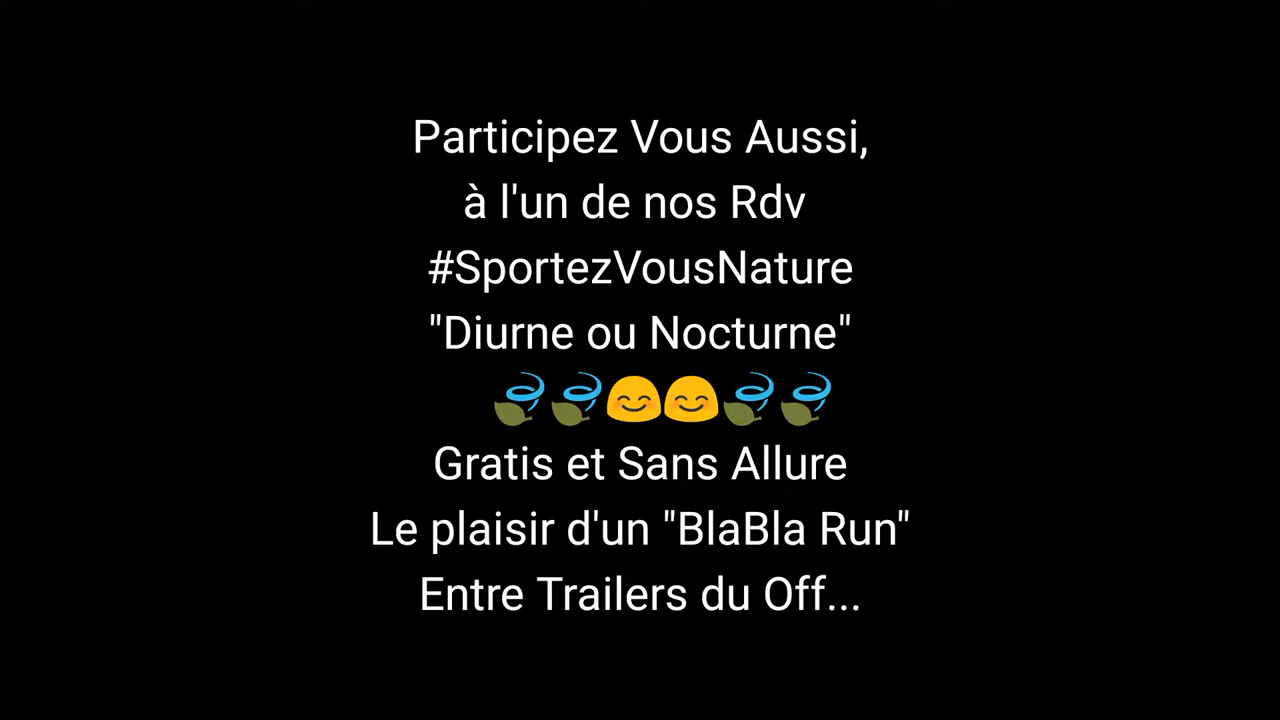 Participez Vous Aussi,
à l'un de nos Rdv
#SportezVousNature
"Diurne ou Nocturne"
🍃🍃😊😊🍃🍃
Gratis et Sans Allure
Le plaisir d'un "BlaBla Run"
Entre Trailers du Off...